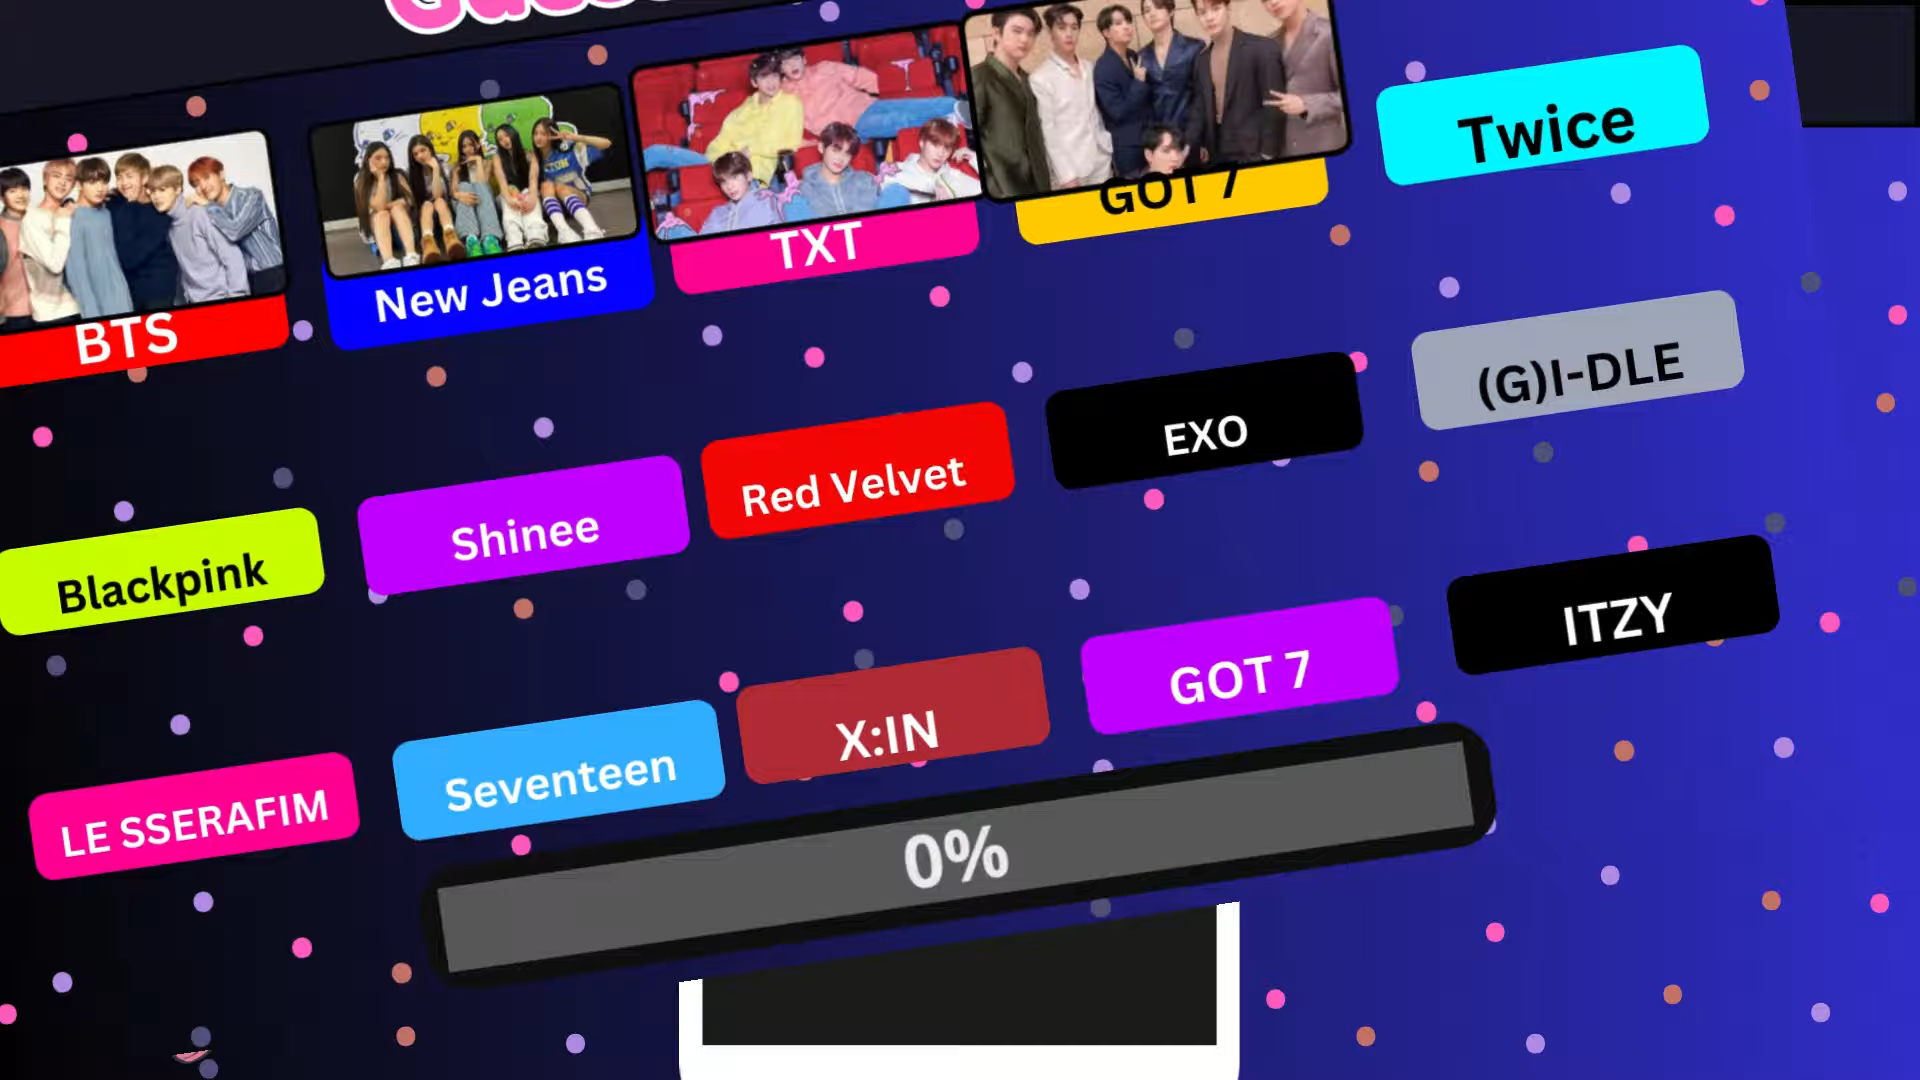 BTS
New Jeans
TXT
GOT 7
Twice
Blackpink
Shinee
Red Velvet
EXO
(G)I-DLE
LE SSERAFIM
Seventeen
X:IN
GOT 7
ITZY
0%